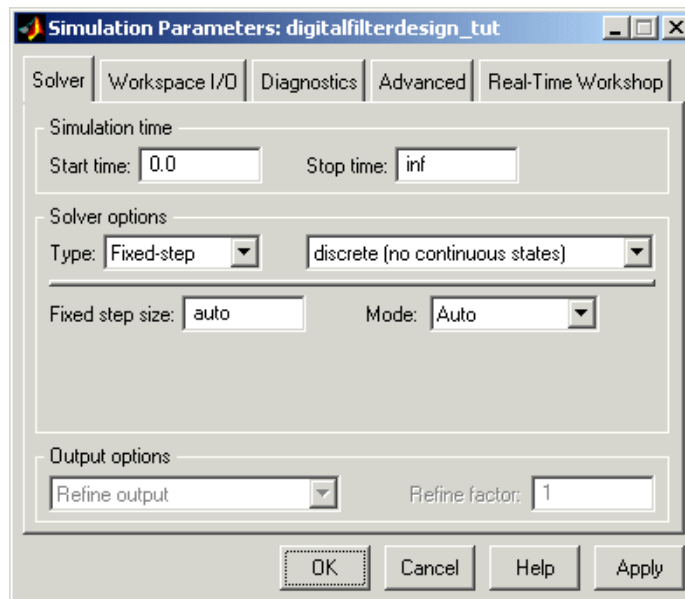 Simulation Parameters: digitalfilterdesign_tut
Solver Workspace I/O Diagnostics Advanced Real-Time Workshop
Simulation time
Start time: 0.0 Stop time: inf
Solver options
Type: Fixed-step discrete (no continuous states)
Fixed step size: auto Mode: Auto
Output options
Refine output Refine factor: 1
OK Cancel Help Apply